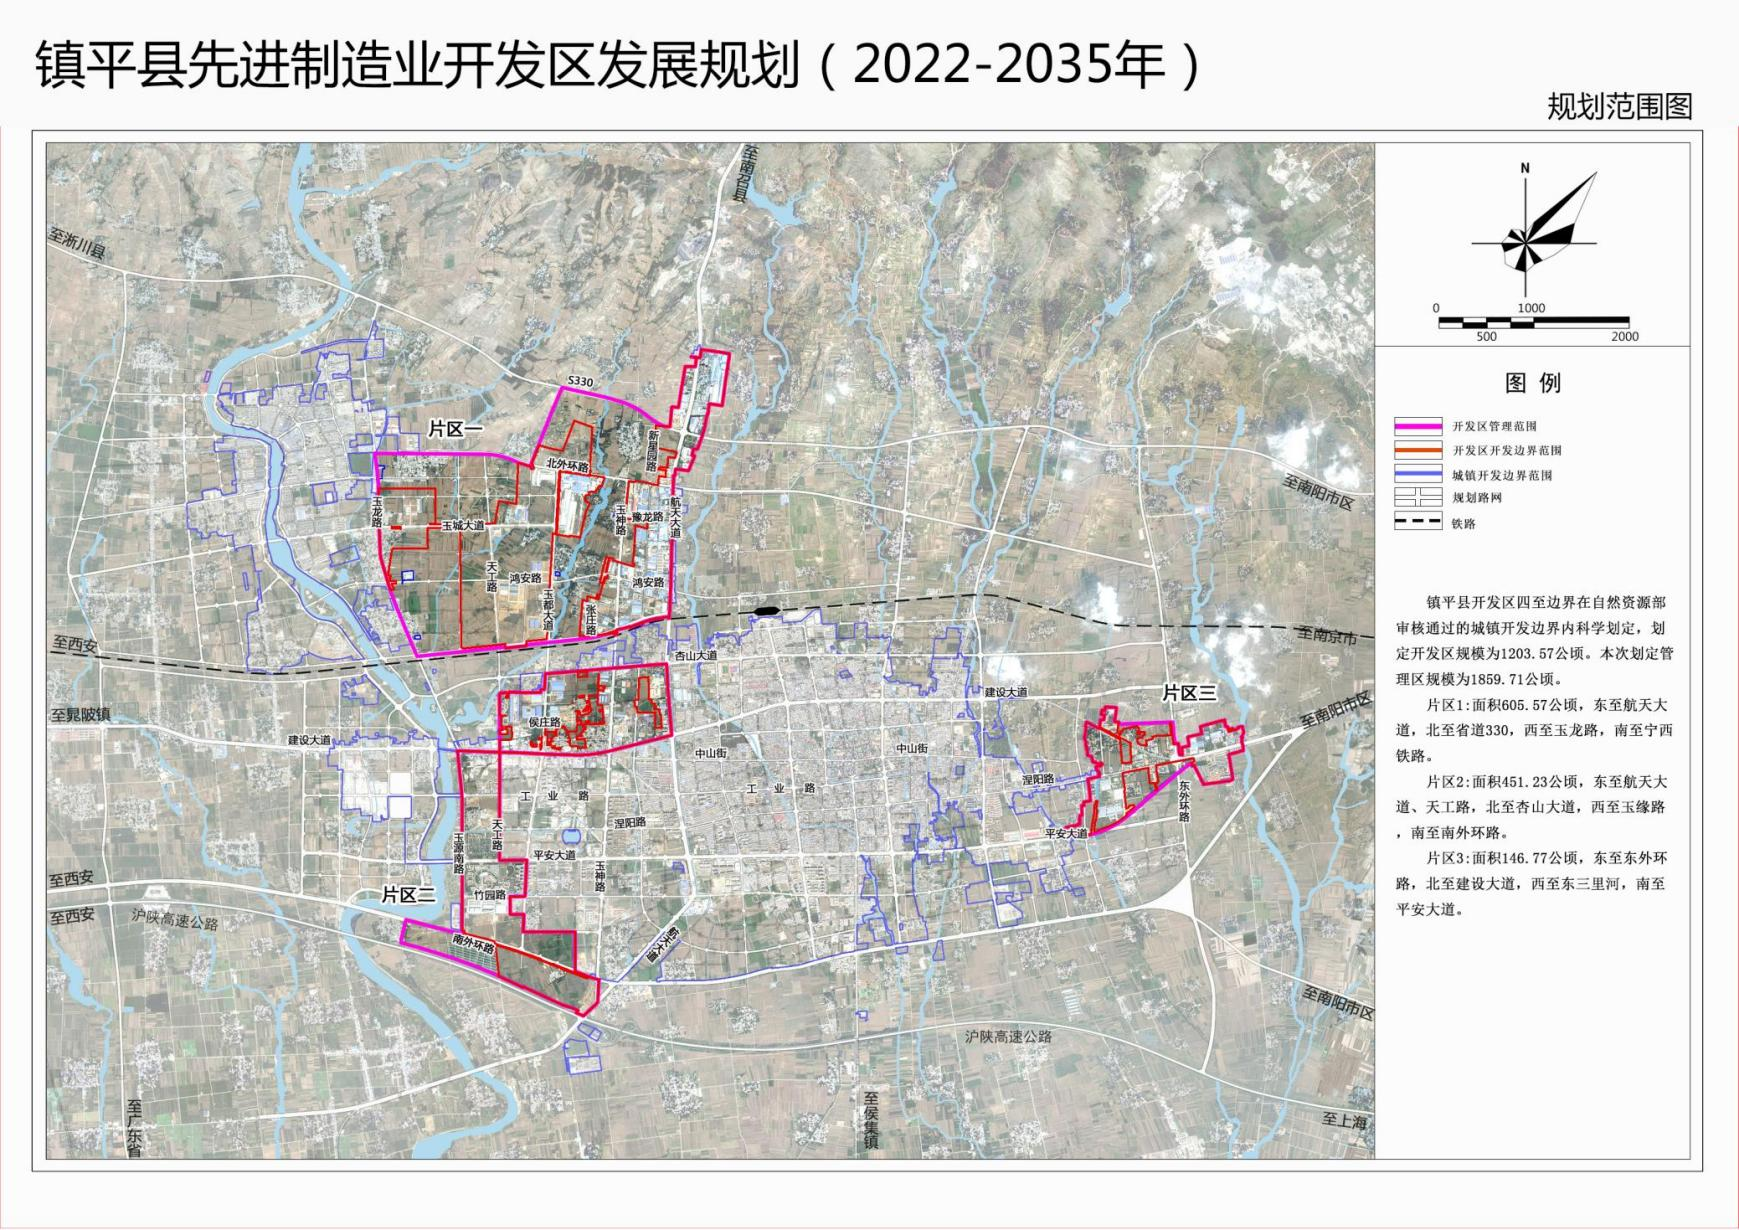 镇平县先进制造业开发区发展规划（2022-2035年）
规划范围图
至南召县
至淅川县
S330
片区一
北外环路
新星园路
玉龙路
玉城大道
玉神路
豫龙路
航天大道
天工路
鸿安路
鸿安路
玉都大道
张庄路
至南阳市区
至西安
至南京市
杏山大道
建设大道
片区三
至南阳市区
至晁陂镇
侯庄路
建设大道
中山街
中山街
涅阳路
工业路
工业路
东外环路
涅阳路
平安大道
玉源南路
天工路
平安大道
玉神路
至西安
片区二
竹园路
至西安
沪陕高速公路
南外环路
航天大道
至南阳市区
沪陕高速公路
至广东省
至侯集镇
至上海
N
0
1000
500
2000
图 例
开发区管理范围
开发区开发边界范围
城镇开发边界范围
规划路网
铁路
镇平县开发区四至边界在自然资源部
审核通过的城镇开发边界内科学划定，划
定开发区规模为1203.57公顷。本次划定管
理区规模为1859.71公顷。
片区1：面积605.57公顷，东至航天大
道，北至省道330，西至玉龙路，南至宁西
铁路。
片区2：面积451.23公顷，东至航天大
道、天工路，北至杏山大道，西至玉缘路
，南至南外环路。
片区3：面积146.77公顷，东至东外环
路，北至建设大道，西至东三里河，南至
平安大道。